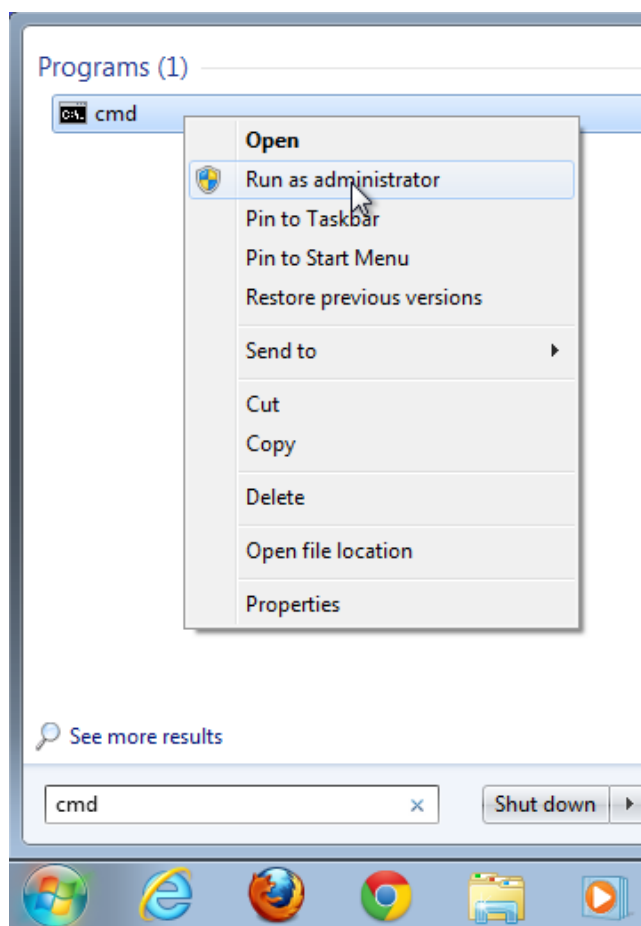 Programs (1)
cmd
Open
Run as administrator
Pin to Taskbar
Pin to Start Menu
Restore previous versions
Send to
Cut
Copy
Delete
Open file location
Properties
See more results
cmd
Shut down